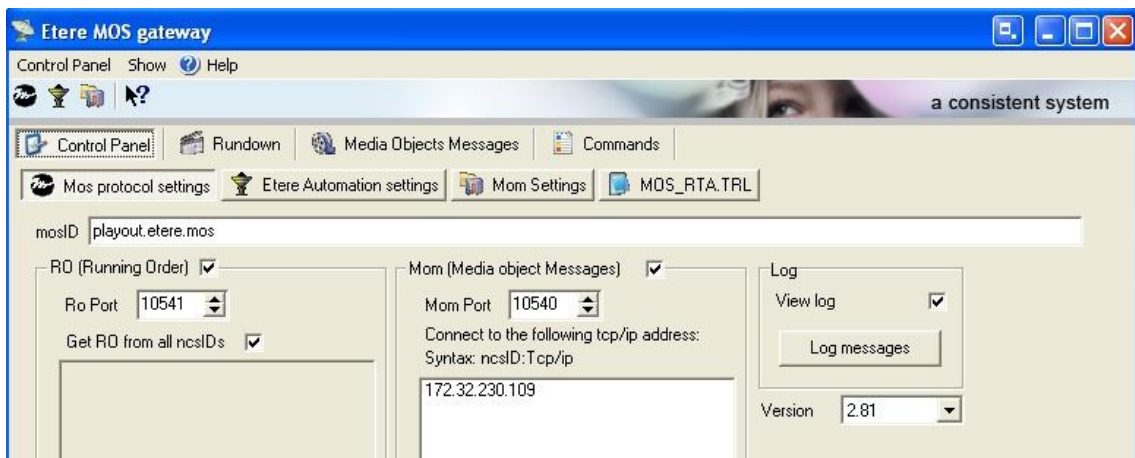 Etere MOS gateway
Control Panel Show Help
a consistent system
Control Panel Rundown Media Objects Messages Commands
Mos protocol settings Etere Automation settings Mom Settings MOS_RTA.TRL
mosID playout.etere.mos
RO (Running Order)
Ro Port 10541
Get RO from all ncsIDs
Mom (Media object Messages)
Mom Port 10540
Connect to the following tcp/ip address:
Syntax: ncsID:Tcp/ip
172.32.230.109
Log
View log
Log messages
Version 2.81